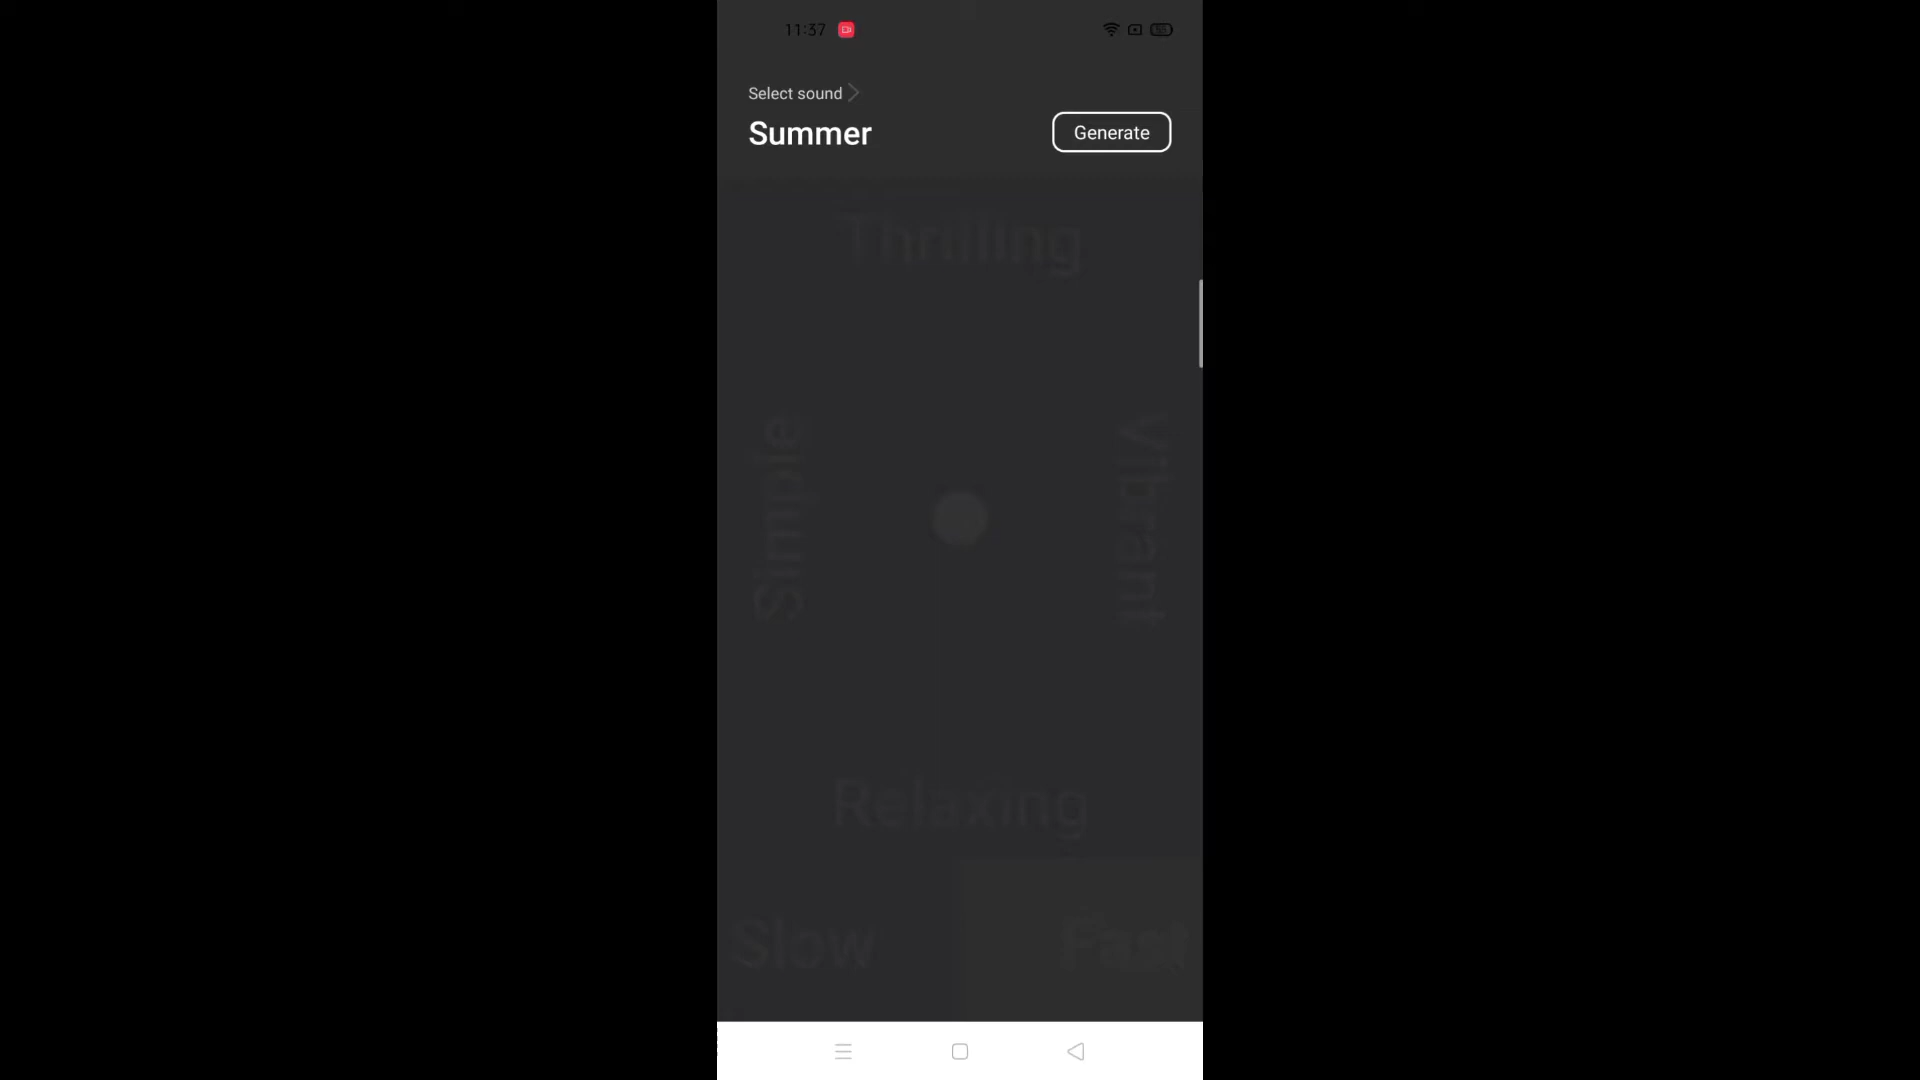 11:37
Select sound
Summer
Generate
Thrilling
Simple
Vibrant
Relaxing
Slow
Fast